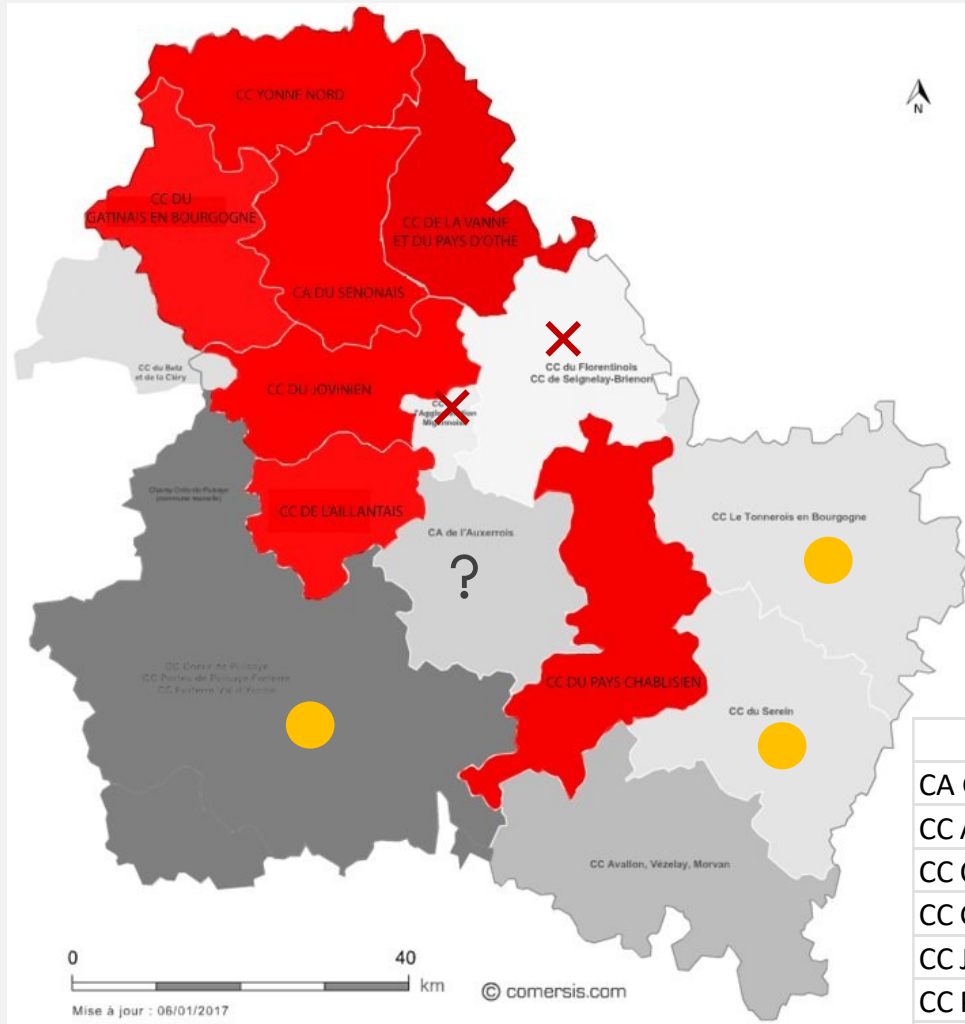 CC YONNE NORD
N
CC DU
GATINAIS EN BOURGOGNE
CC DE LA VANNE
ET DU PAYS D'OTHE
CA DU SENONAIS
CC du Betz
et de la Cléry
CC DU JOVINIEN
CC du Florentinois
CC de Seignelay-Brienon
CC
CC DE L'AILLANTAIS
CA de l'Auxerrois
?
CC Le Tonnerois en Bourgogne
CC DU PAYS CHABLISIEN
CC du Serein
CC Avallon, Vézelay, Morvan
CA
CC
CC
CC
CC
CC
0
40
km
© comersis.com
Mise à jour : 06/01/2017